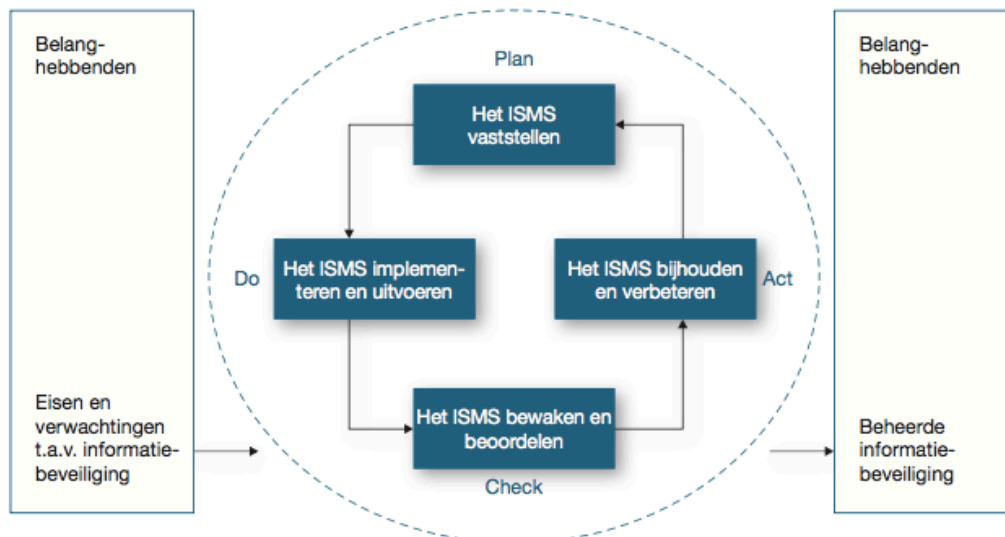 Belang-
hebbenden
Eisen en
verwachtingen
t.a.v. informatie-
beveiliging
Plan
Het ISMS
vaststellen
Do
Het ISMS implemen-
teren en uitvoeren
Het ISMS bijhouden
en verbeteren
Act
Het ISMS bewaken en
beoordelen
Check
Belang-
hebbenden
Beheerde
informatie-
beveiliging